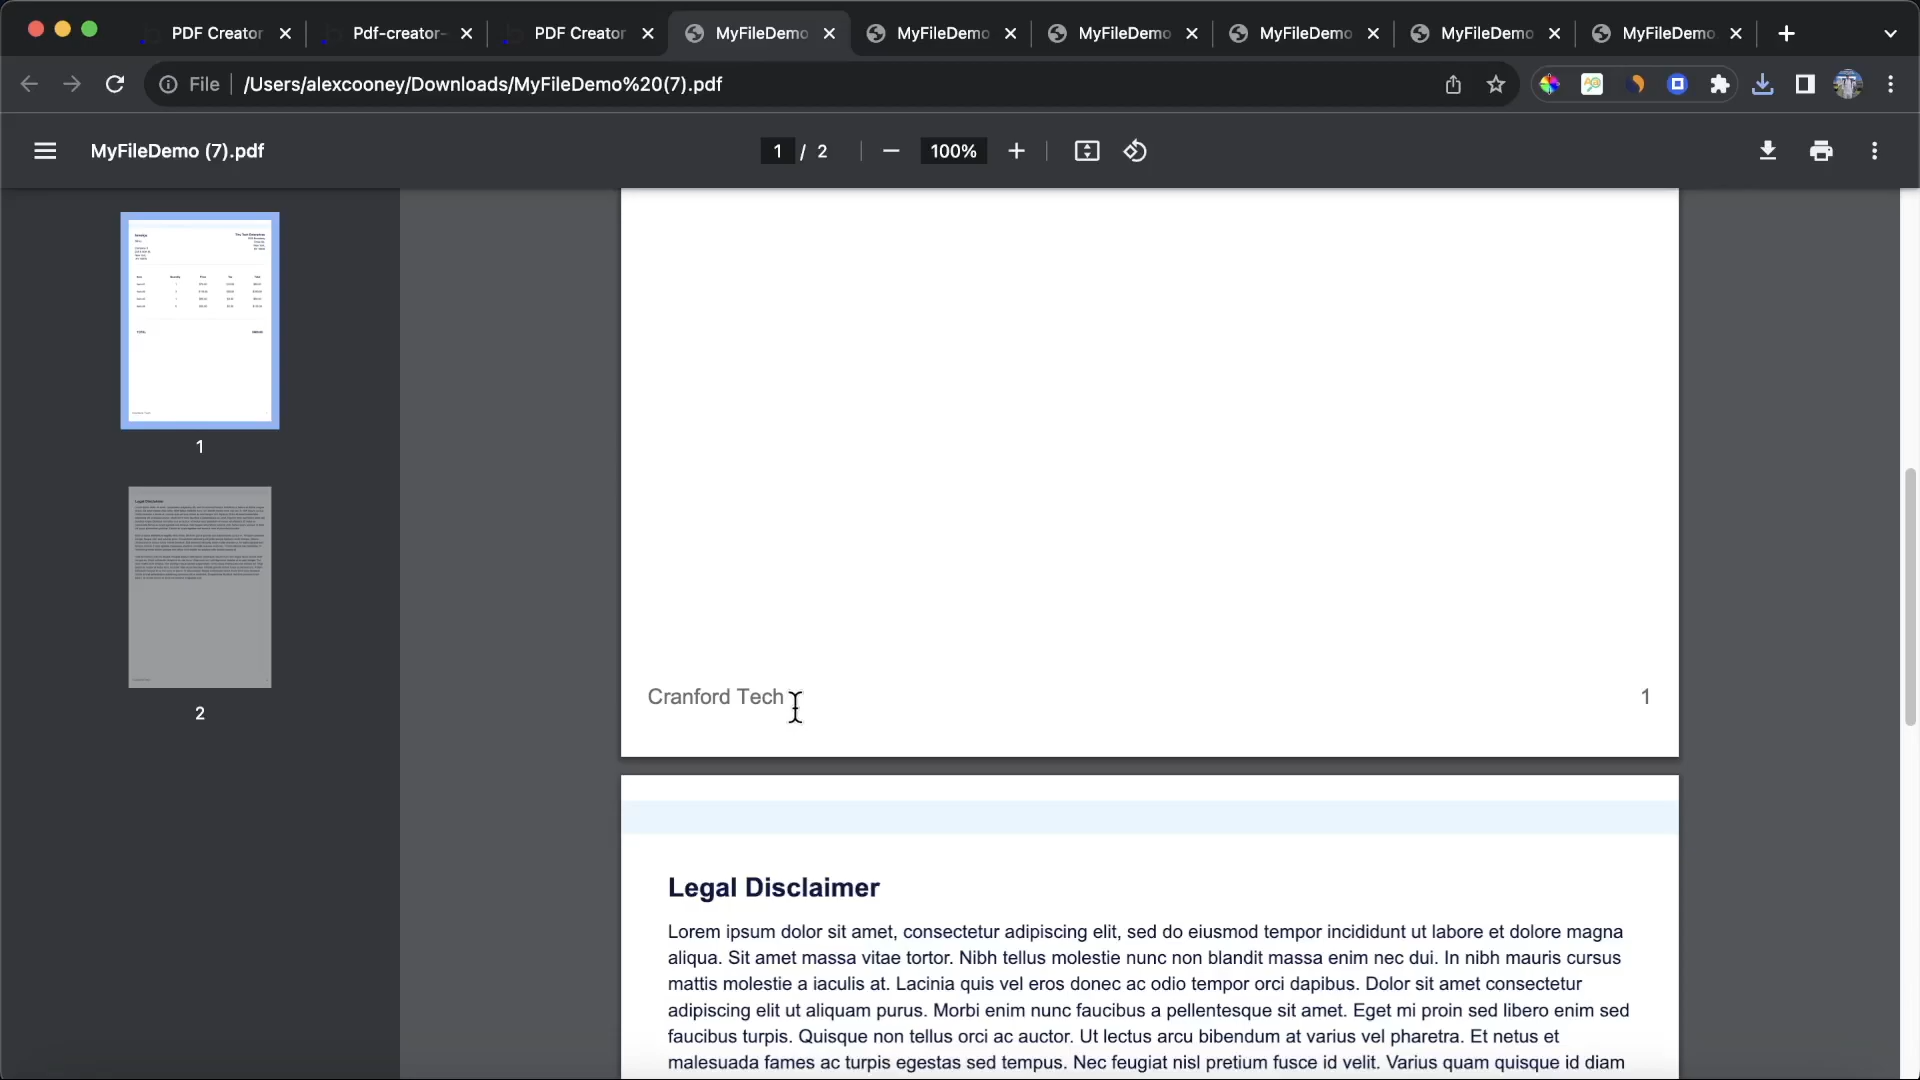 PDF Creator
Pdf-creator-
PDF Creator
MyFileDemo
MyFileDemo
MyFileDemo
MyFileDemo
MyFileDemo
MyFileDemo
File
/Users/alexcooney/Downloads/MyFileDemo%20(7).pdf
MyFileDemo (7).pdf
1 / 2
100%
1
2
Cranford Tech
1
Legal Disclaimer
Lorem ipsum dolor sit amet, consectetur adipiscing elit, sed do eiusmod tempor incididunt ut labore et dolore magna
aliqua. Sit amet massa vitae tortor. Nibh tellus molestie nunc non blandit massa enim nec dui. In nibh mauris cursus
mattis molestie a iaculis at. Lacinia quis vel eros donec ac odio tempor orci dapibus. Dolor sit amet consectetur
adipiscing elit ut aliquam purus. Morbi enim nunc faucibus a pellentesque sit amet. Eget mi proin sed libero enim sed
faucibus turpis. Quisque non tellus orci ac auctor. Ut lectus arcu bibendum at varius vel pharetra. Et netus et
malesuada fames ac turpis egestas sed tempus. Nec feugiat nisl pretium fusce id velit. Varius quam quisque id diam